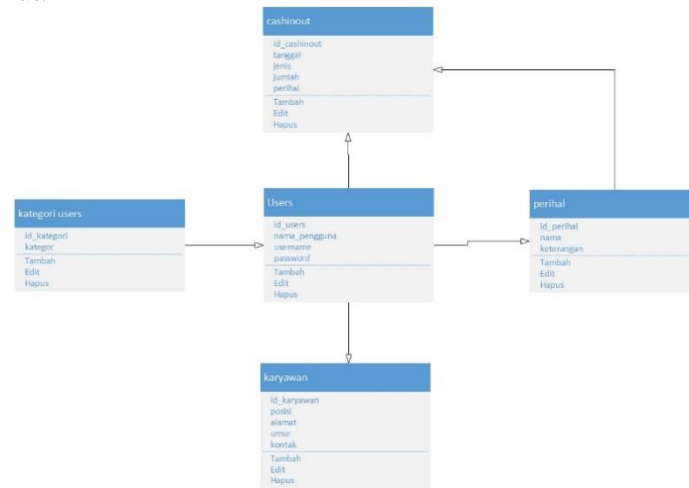 cashinout
id_cashinout
tanggal
jenis
jumlah
perihal
Tambah
Edit
Hapus
kategori users
id_kategori
kategor
Tambah
Edit
Hapus
Users
id_users
nama_pengguna
username
password
Tambah
Edit
Hapus
perihal
id_perihal
nama
keterangan
Tambah
Edit
Hapus
karyawan
id_karyawan
posisi
alamat
umur
kontak
Tambah
Edit
Hapus